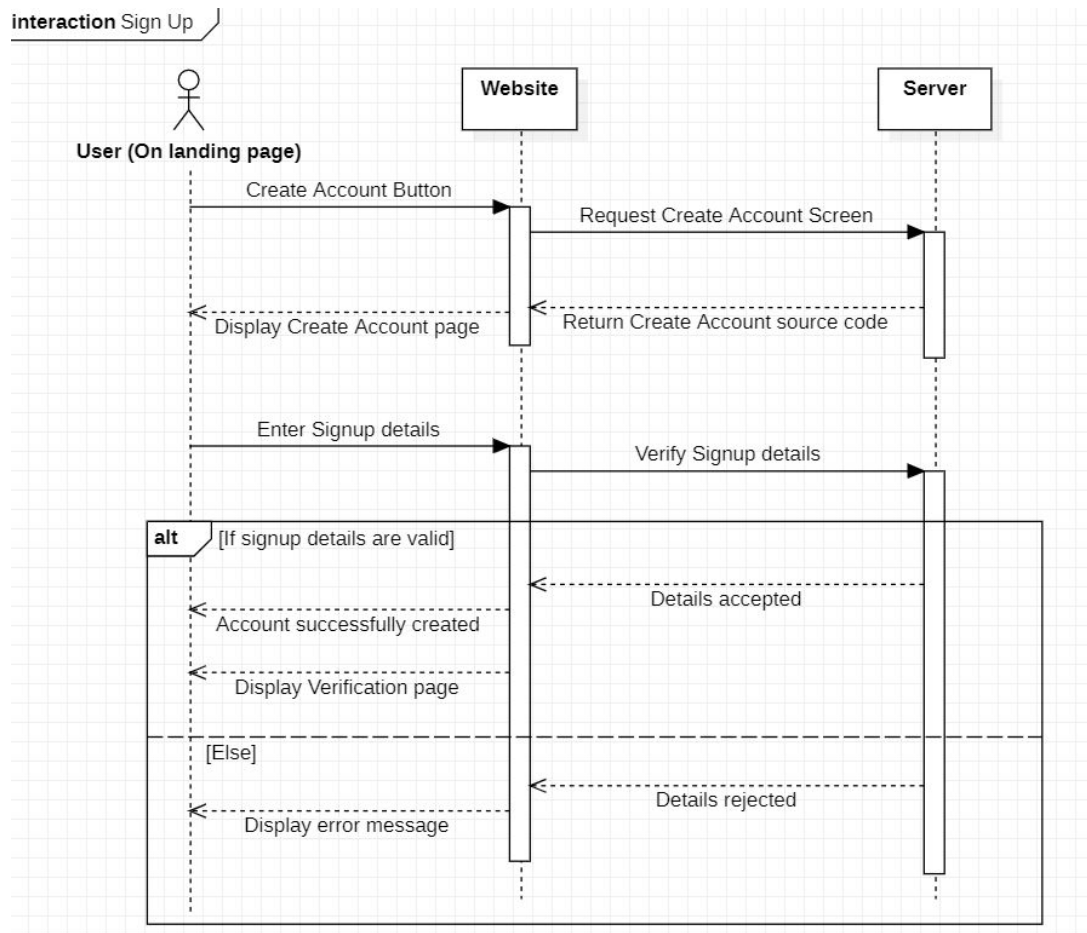 interaction Sign Up
Website
Server
User (On landing page)
Create Account Button
Request Create Account Screen
Return Create Account source code
Display Create Account page
Enter Signup details
Verify Signup details
alt [If signup details are valid]
Details accepted
Account successfully created
Display Verification page
[Else]
Details rejected
Display error message